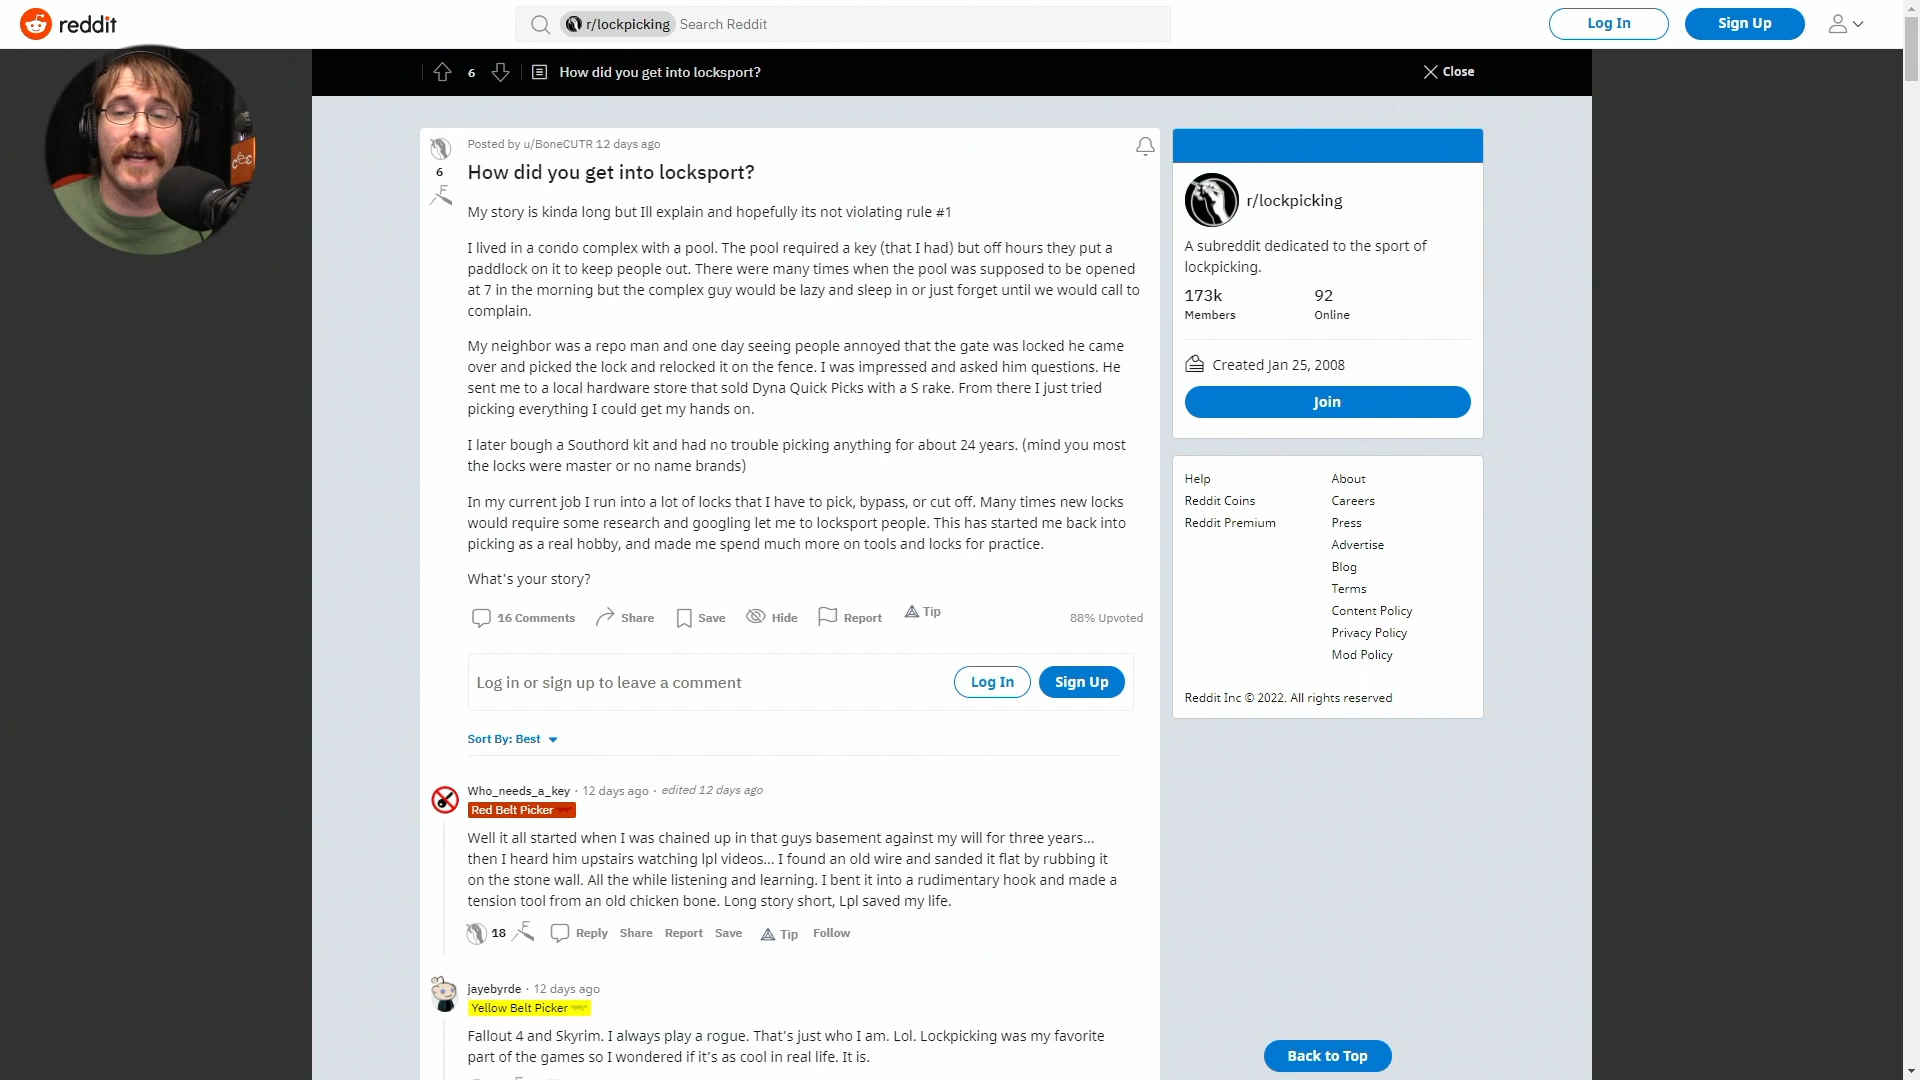 reddit
r/lockpicking Search Reddit
Log In
Sign Up
6
How did you get into locksport?
Close
Posted by u/BoneCUTR 12 days ago
6
How did you get into locksport?
My story is kinda long but Ill explain and hopefully its not violating rule #1
I lived in a condo complex with a pool. The pool required a key (that I had) but off hours they put a
paddlock on it to keep people out. There were many times when the pool was supposed to be opened
at 7 in the morning but the complex guy would be lazy and sleep in or just forget until we would call to
complain.
My neighbor was a repo man and one day seeing people annoyed that the gate was locked he came
over and picked the lock and relocked it on the fence. I was impressed and asked him questions. He
sent me to a local hardware store that sold Dyna Quick Picks with a S rake. From there I just tried
picking everything I could get my hands on.
I later bough a Southord kit and had no trouble picking anything for about 24 years. (mind you most
the locks were master or no name brands)
In my current job I run into a lot of locks that I have to pick, bypass, or cut off. Many times new locks
would require some research and googling let me to locksport people. This has started me back into
picking as a real hobby, and made me spend much more on tools and locks for practice.
What's your story?
16 Comments
Share
Save
Hide
Report
Tip
88% Upvoted
Log in or sign up to leave a comment
Log In
Sign Up
Sort By: Best
Who_needs_a_key · 12 days ago · edited 12 days ago
Red Belt Picker
Well it all started when I was chained up in that guys basement against my will for three years...
then I heard him upstairs watching lpl videos... I found an old wire and sanded it flat by rubbing it
on the stone wall. All the while listening and learning. I bent it into a rudimentary hook and made a
tension tool from an old chicken bone. Long story short, Lpl saved my life.
18
Reply
Share
Report
Save
Tip
Follow
jayebyrde · 12 days ago
Yellow Belt Picker
Fallout 4 and Skyrim. I always play a rogue. That's just who I am. Lol. Lockpicking was my favorite
part of the games so I wondered if it's as cool in real life. It is.
r/lockpicking
A subreddit dedicated to the sport of
lockpicking.
173k
Members
92
Online
Created Jan 25, 2008
Join
Help
Reddit Coins
Reddit Premium
About
Careers
Press
Advertise
Blog
Terms
Content Policy
Privacy Policy
Mod Policy
Reddit Inc © 2022. All rights reserved
Back to Top